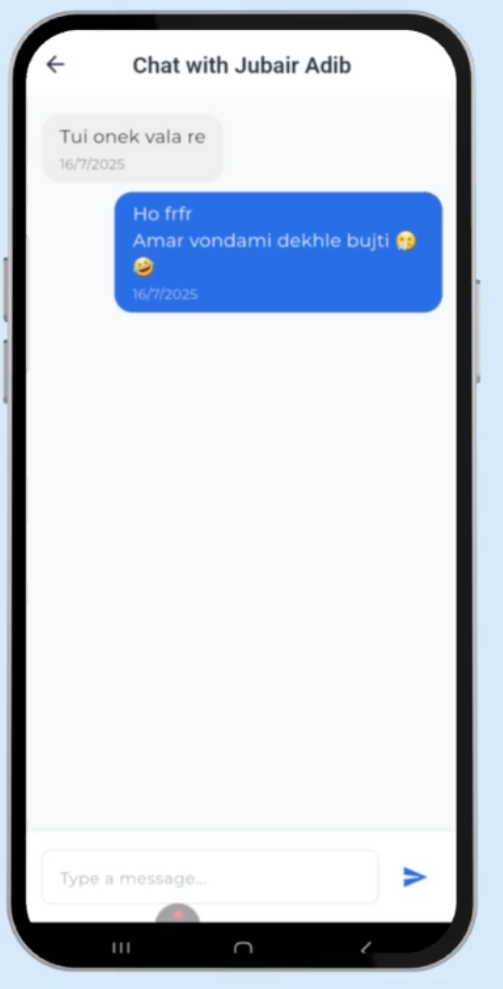 Chat with Jubair Adib
Tui onek vala re
16/7/2025
Ho frfr
Amar vondami dekhle bujti 🤫
🤣
16/7/2025
Type a message...